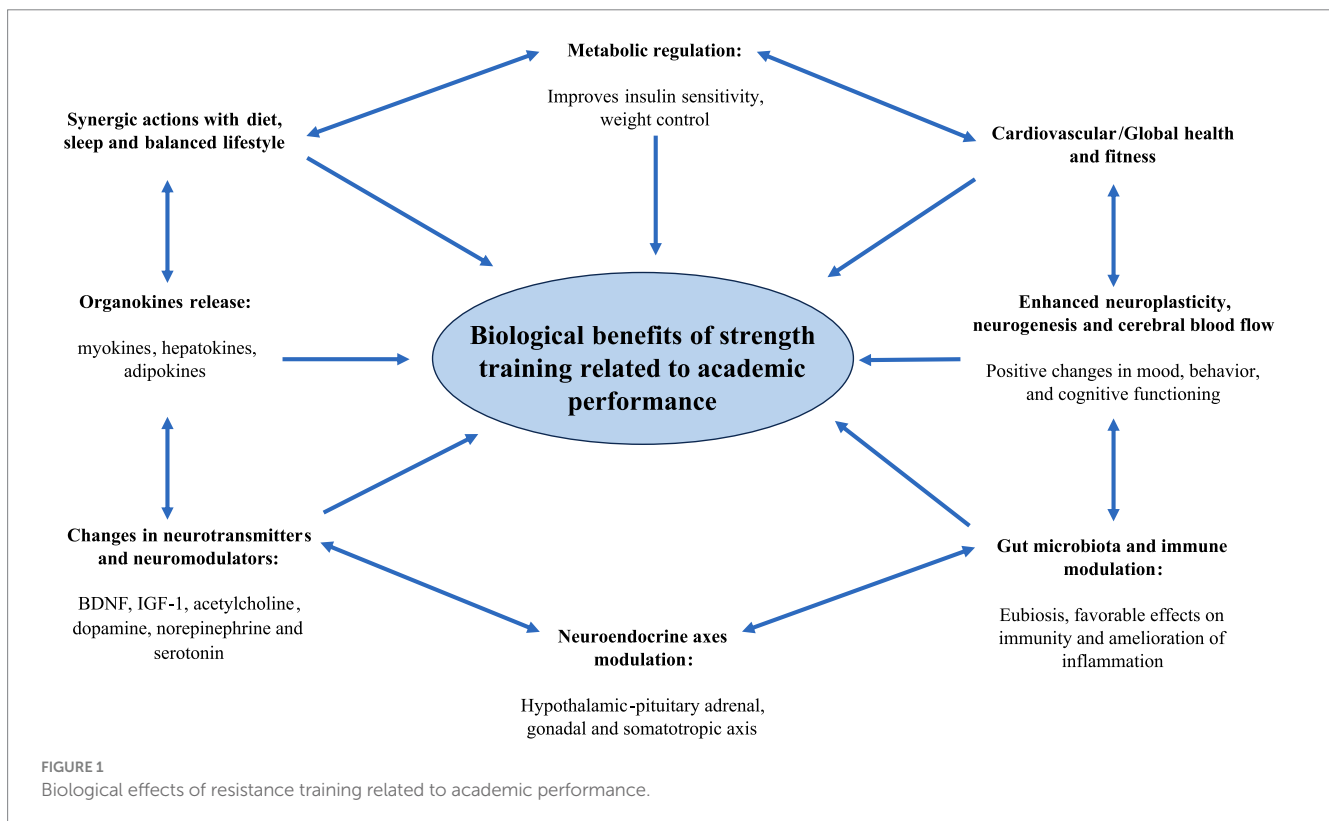 Metabolic regulation:
Improves insulin sensitivity,
weight control
Synergic actions with diet,
sleep and balanced lifestyle
Cardiovascular/Global health
and fitness
Organokines release:
myokines, hepatokines,
adipokines
Biological benefits of strength
training related to academic
performance
Enhanced neuroplasticity,
neurogenesis and cerebral blood flow
Positive changes in mood, behavior,
and cognitive functioning
Changes in neurotransmitters
and neuromodulators:
BDNF, IGF-1, acetylcholine,
dopamine, norepinephrine and
serotonin
Neuroendocrine axes
modulation:
Hypothalamic-pituitary adrenal,
gonadal and somatotropic axis
Gut microbiota and immune
modulation:
Eubiosis, favorable effects on
immunity and amelioration of
inflammation
FIGURE 1
Biological effects of resistance training related to academic performance.